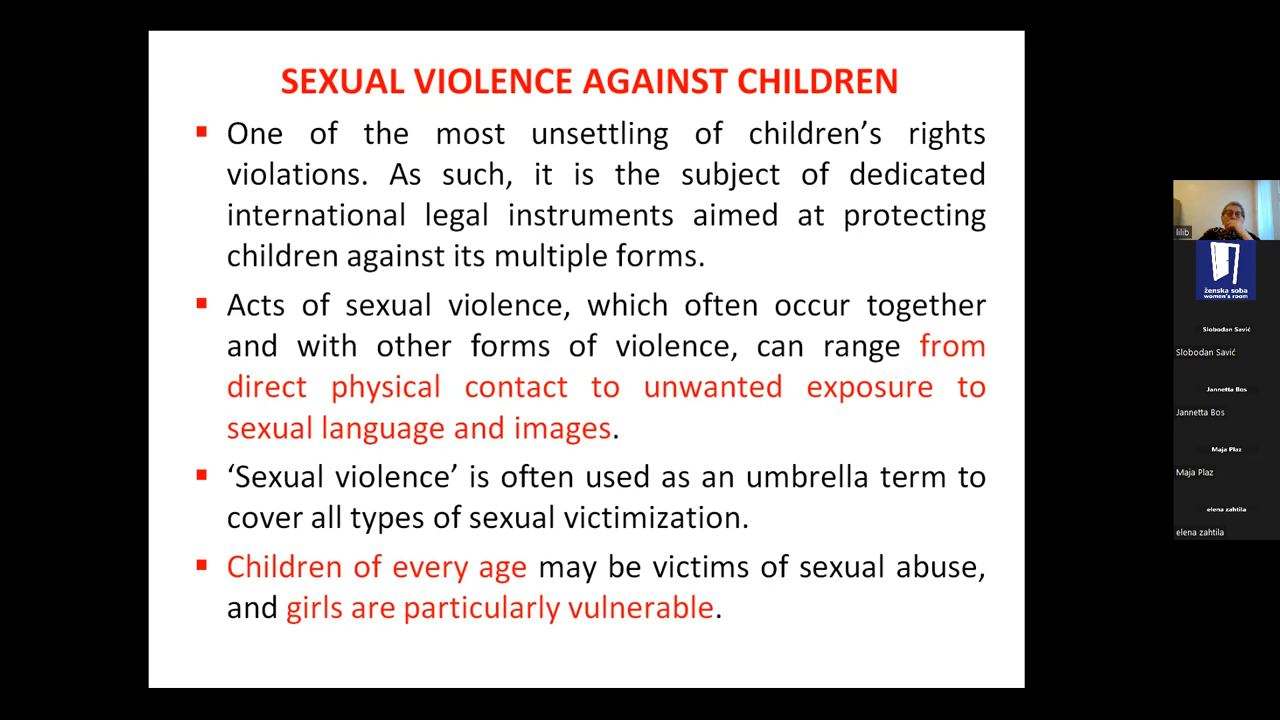 SEXUAL VIOLENCE AGAINST CHILDREN
▪ One of the most unsettling of children’s rights
violations. As such, it is the subject of dedicated
international legal instruments aimed at protecting
children against its multiple forms.
▪ Acts of sexual violence, which often occur together
and with other forms of violence, can range from
direct physical contact to unwanted exposure to
sexual language and images.
▪ ‘Sexual violence’ is often used as an umbrella term to
cover all types of sexual victimization.
▪ Children of every age may be victims of sexual abuse,
and girls are particularly vulnerable.
lilib
ženska soba
women's room
Slobodan Savić
Slobodan Savić
Jannetta Bos
Jannetta Bos
Maja Plaz
Maja Plaz
elena zahtila
elena zahtila